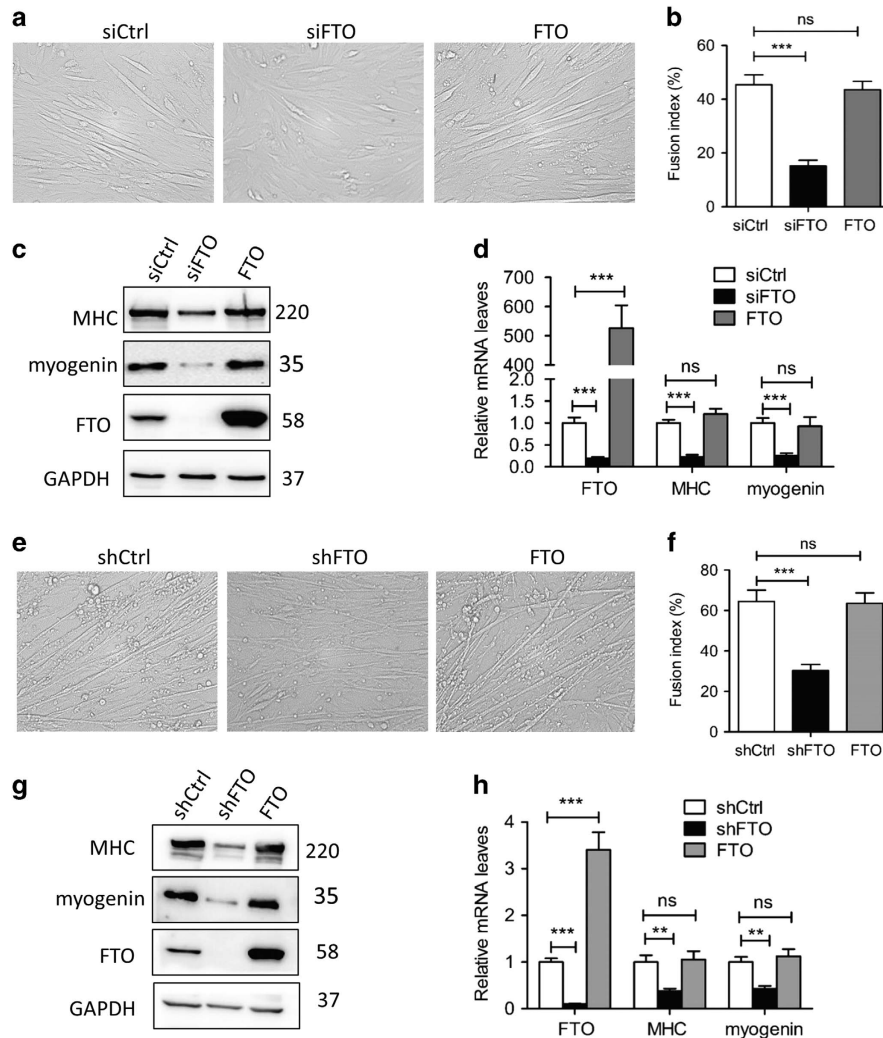 a
siCtrl siFTO FTO
b
ns
***
Fusion index (%)
60
40
20
0
siCtrl siFTO FTO
c
siCtrl siFTO FTO
MHC 220
myogenin 35
FTO 58
GAPDH 37
d
siCtrl
siFTO
FTO
Relative mRNA leaves
700
600
500
400
300
2.0
1.5
1.0
0.5
0.0
***
*** *** ***
ns ns
FTO MHC myogenin
e
shCtrl shFTO FTO
f
ns
***
Fusion index (%)
80
60
40
20
0
shCtrl shFTO FTO
g
shCtrl shFTO FTO
MHC 220
myogenin 35
FTO 58
GAPDH 37
h
shCtrl
shFTO
FTO
Relative mRNA leaves
4
3
2
1
0
***
ns ns
*** ** **
FTO MHC myogenin